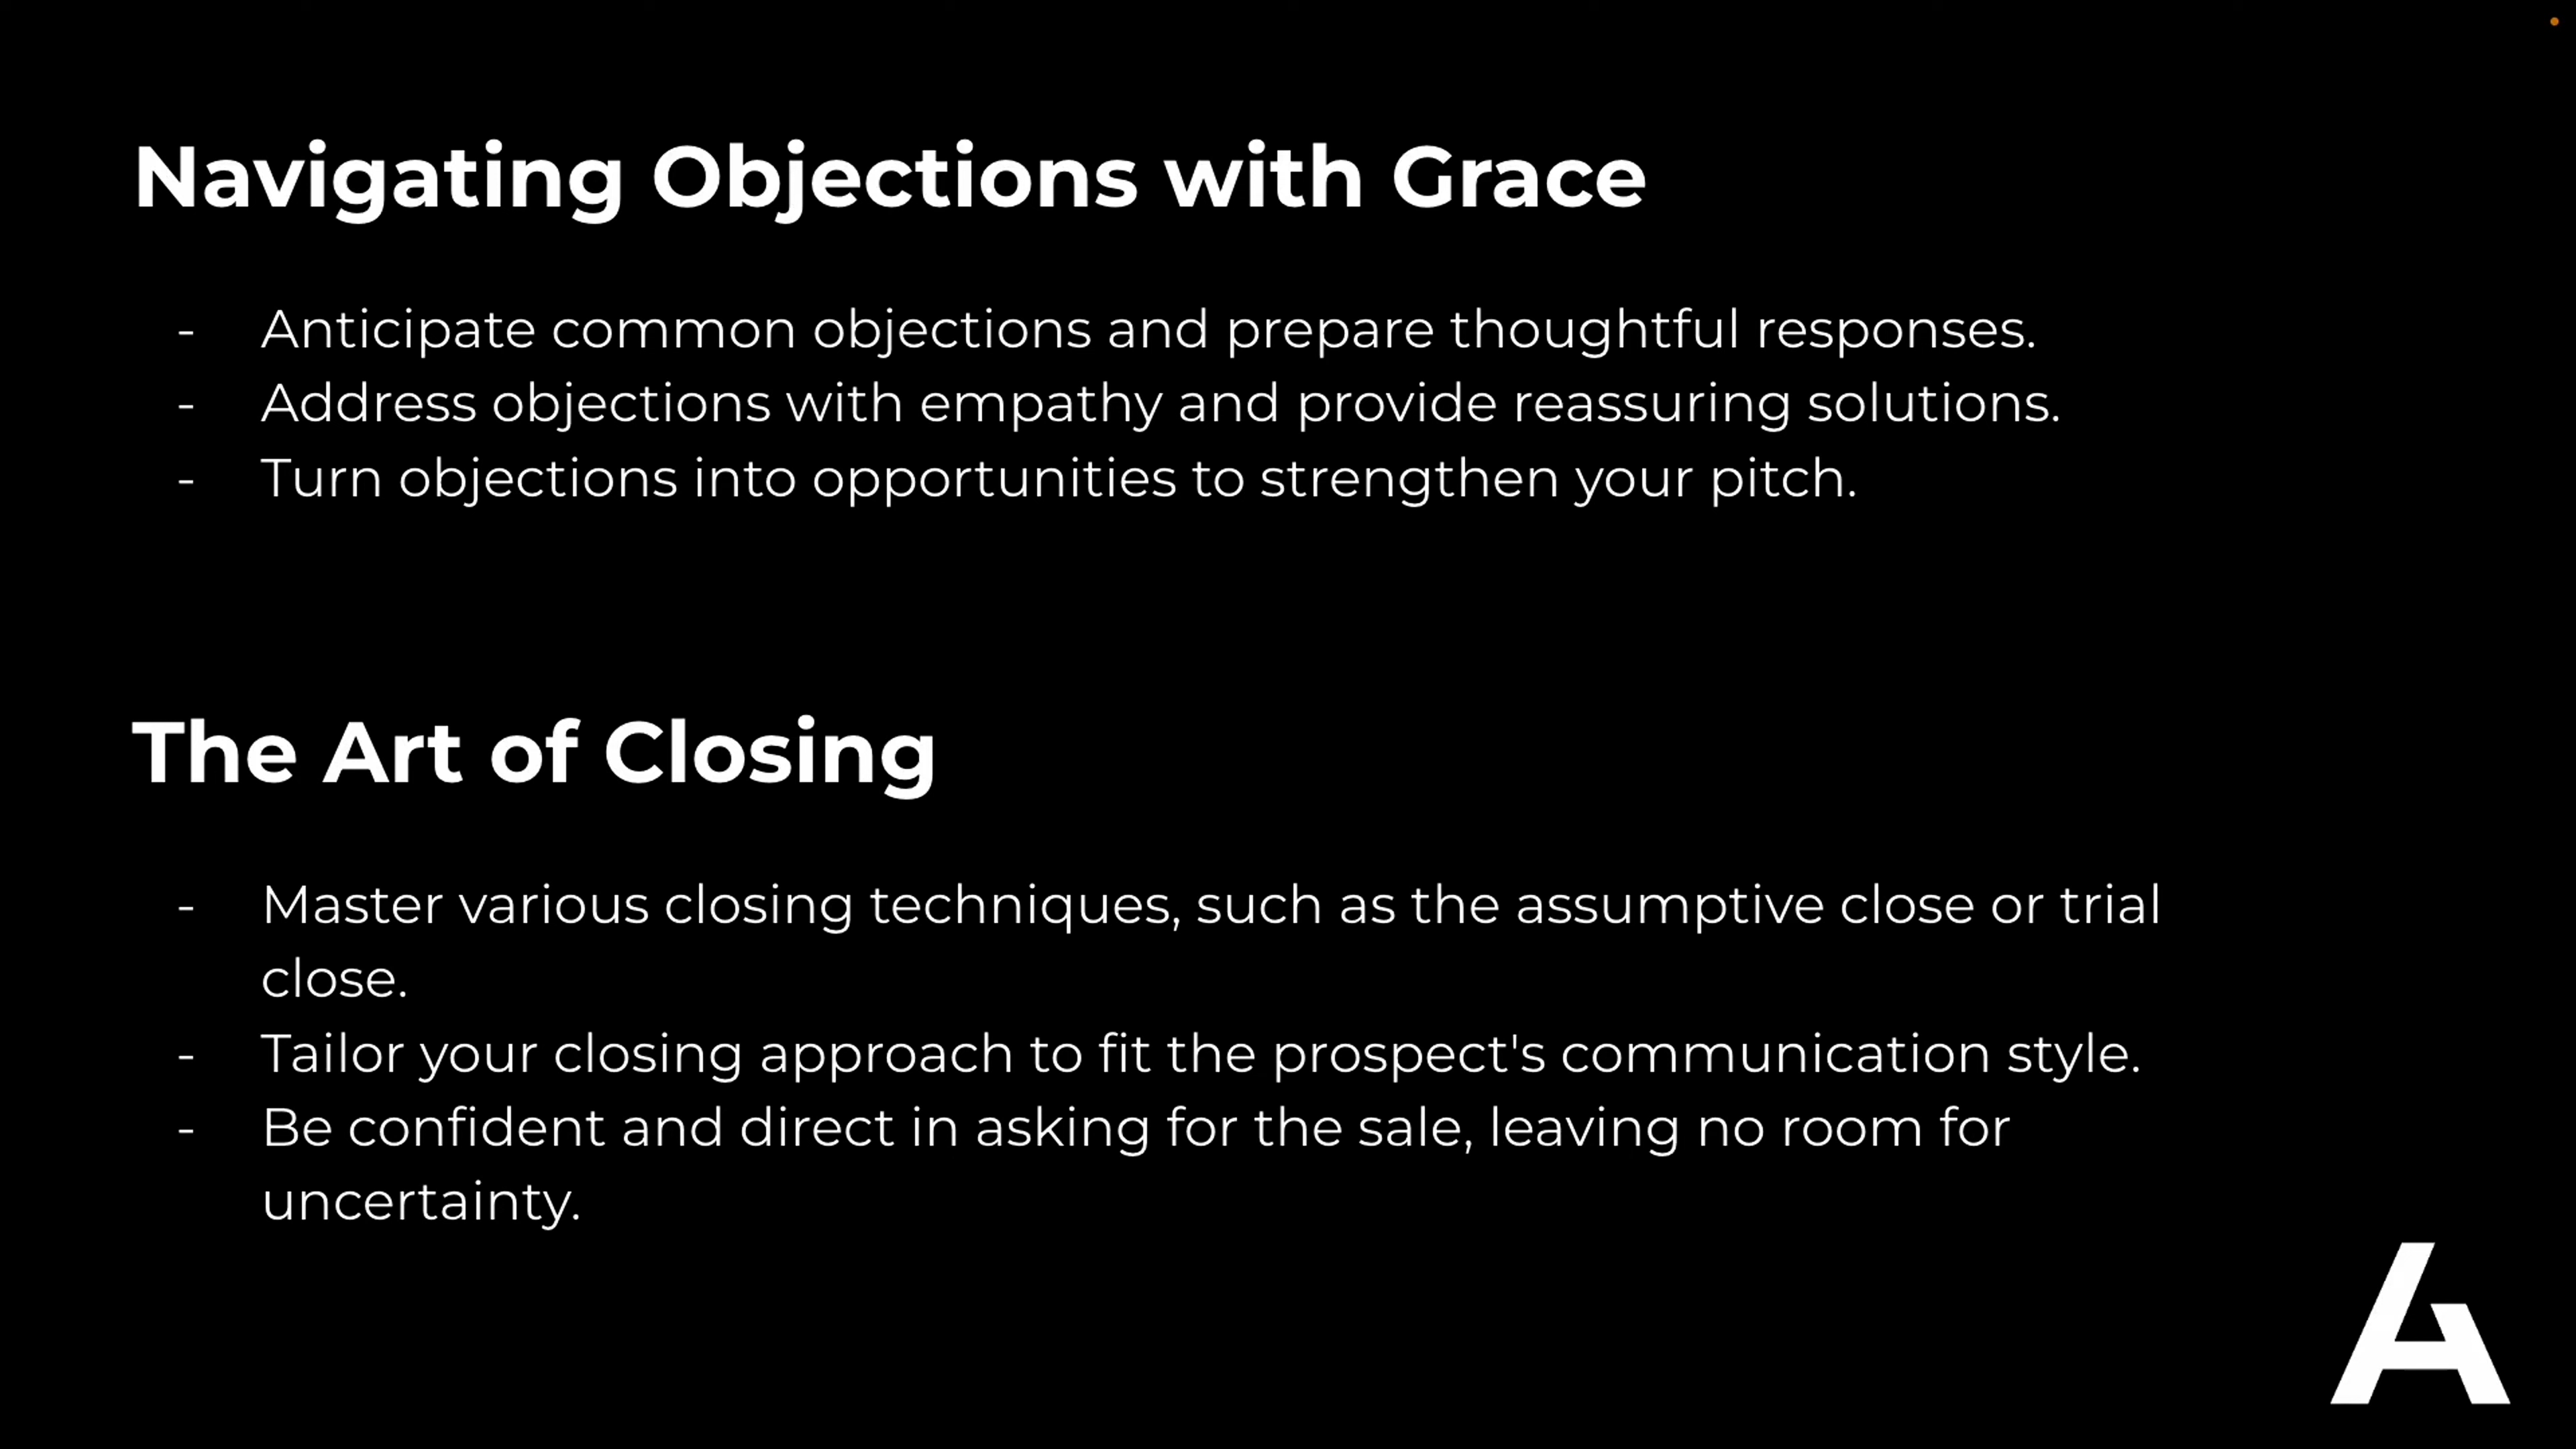 Navigating Objections with Grace
- Anticipate common objections and prepare thoughtful responses.
- Address objections with empathy and provide reassuring solutions.
- Turn objections into opportunities to strengthen your pitch.
The Art of Closing
- Master various closing techniques, such as the assumptive close or trial
close.
- Tailor your closing approach to fit the prospect's communication style.
- Be confident and direct in asking for the sale, leaving no room for
uncertainty.